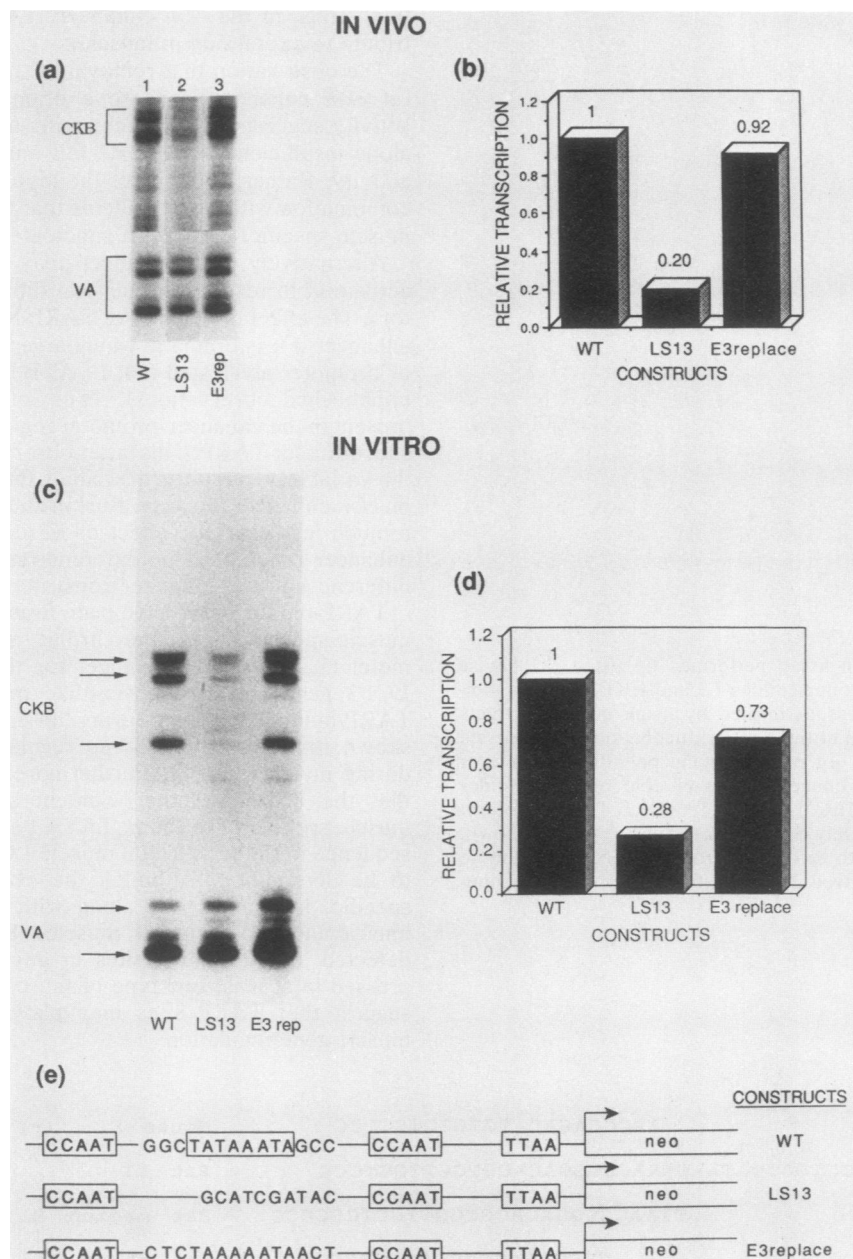 IN VIVO
(a)
1 2 3
CKB
VA
WT
LS13
E3rep
(b)
RELATIVE TRANSCRIPTION
1.2
1.0
0.8
0.6
0.4
0.2
0.0
1
0.20
0.92
WT LS13 E3replace
CONSTRUCTS
IN VITRO
(c)
CKB
VA
WT LS13 E3 rep
(d)
RELATIVE TRANSCRIPTION
1.2
1.0
0.8
0.6
0.4
0.2
0.0
1
0.28
0.73
WT LS13 E3 replace
CONSTRUCTS
(e)
CONSTRUCTS
CCAAT GGCTATAAATAGCC CCAAT TTAA neo WT
CCAAT GCATCGATAC CCAAT TTAA neo LS13
CCAAT CTCTAAAAATAACT CCAAT TTAA neo E3replace